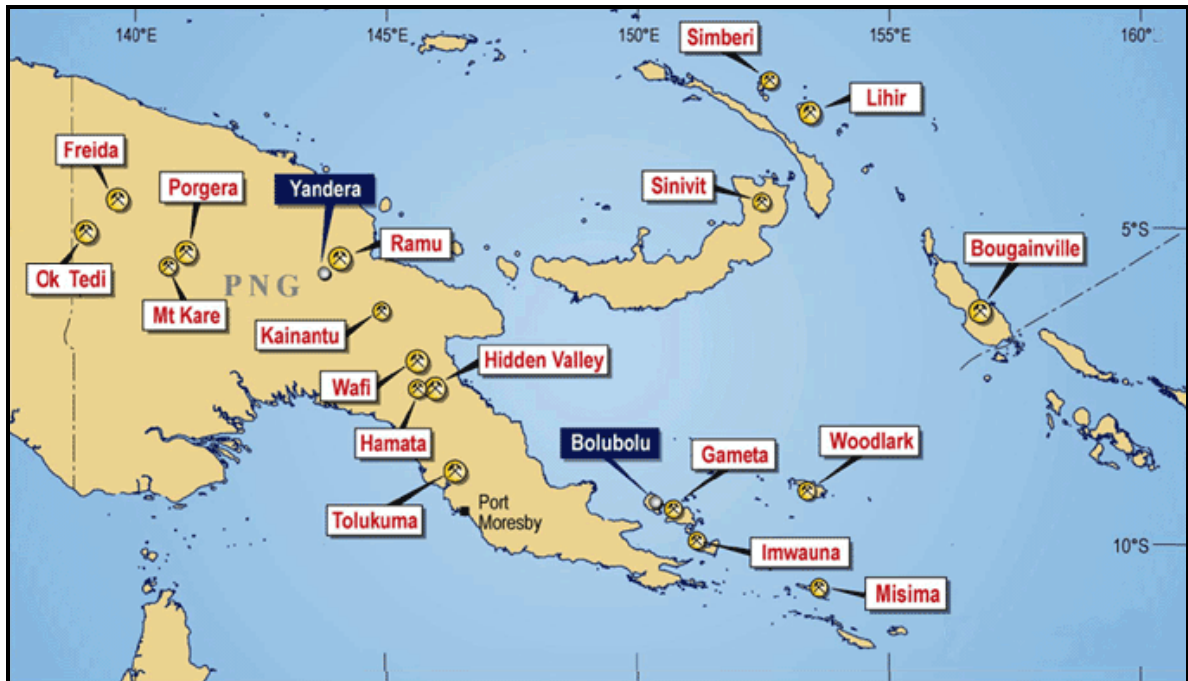 140°E
145°E
150°E
155°E
160°E
Simberi
Lihir
Freida
Porgera
Yandera
Sinivit
Ramu
5°S
Bougainville
Ok Tedi
PNG
Mt Kare
Kainantu
Hidden Valley
Wafi
Hamata
Bolubolu
Gameta
Woodlark
Port
Moresby
Tolukuma
Imwauna
10°S
Misima